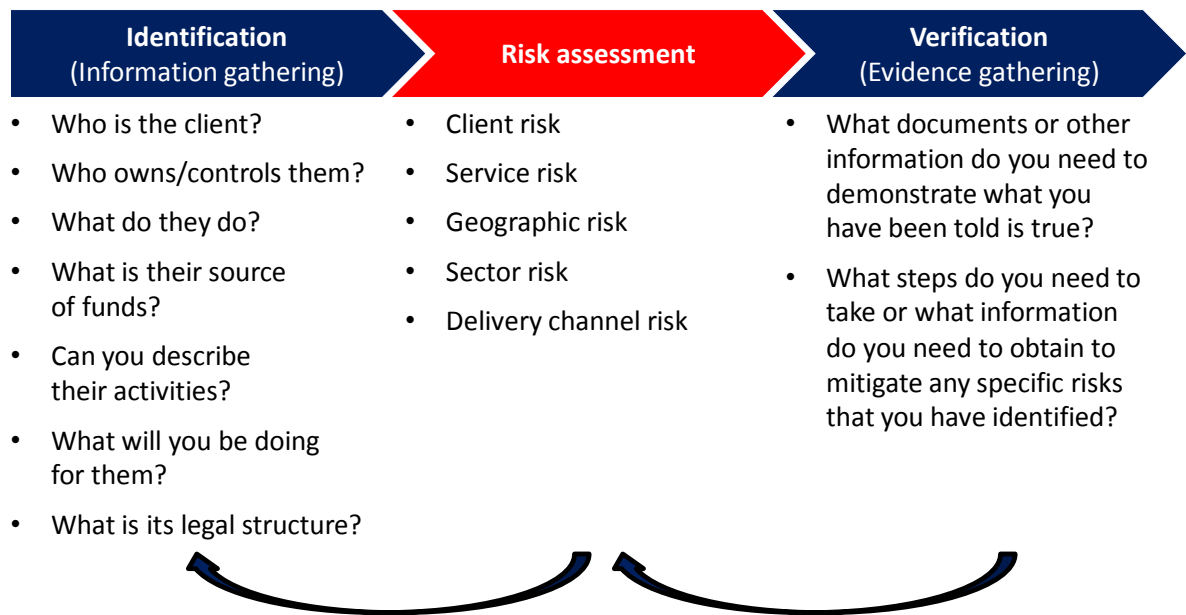 Identification
(Information gathering)
• Who is the client?
• Who owns/controls them?
• What do they do?
• What is their source
of funds?
• Can you describe
their activities?
• What will you be doing
for them?
• What is its legal structure?
Risk assessment
• Client risk
• Service risk
• Geographic risk
• Sector risk
• Delivery channel risk
Verification
(Evidence gathering)
• What documents or other
information do you need to
demonstrate what you
have been told is true?
• What steps do you need to
take or what information
do you need to obtain to
mitigate any specific risks
that you have identified?